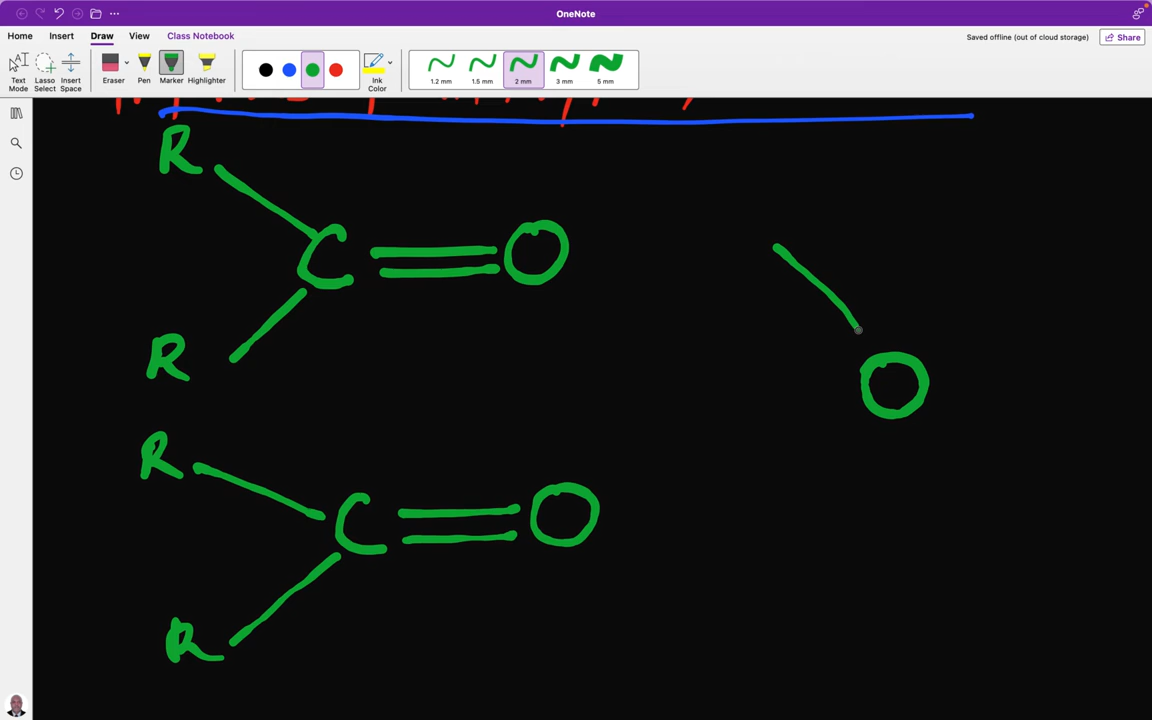 OneNote
Home Insert Draw View Class Notebook
Saved offline (out of cloud storage)
Share
Text Mode
Lasso Select
Insert Space
Eraser
Pen
Marker
Highlighter
Ink Color
1.2 mm
1.5 mm
2 mm
3 mm
5 mm
R
C O
R
O
R
C O
R